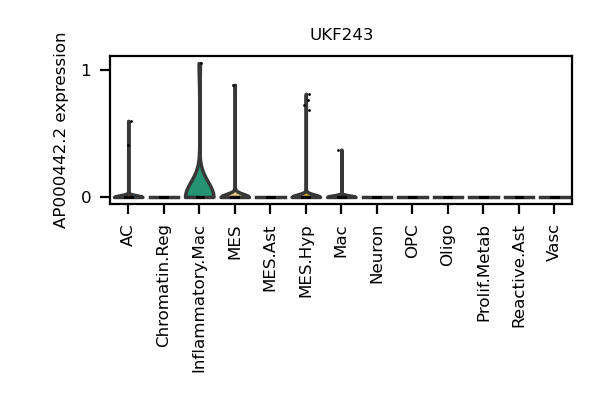 UKF243
AP000442.2 expression
1
0
AC
Chromatin.Reg
Inflammatory.Mac
MES
MES.Ast
MES.Hyp
Mac
Neuron
OPC
Oligo
Prolif.Metab
Reactive.Ast
Vasc